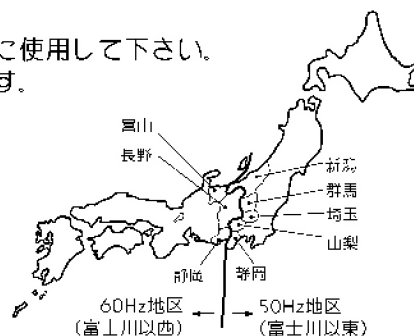 に使用して下さい。
す。
富山
長野
新潟
群馬
埼玉
山梨
静岡
静岡
60Hz地区
50Hz地区
(富士川以西)
(富士川以東)